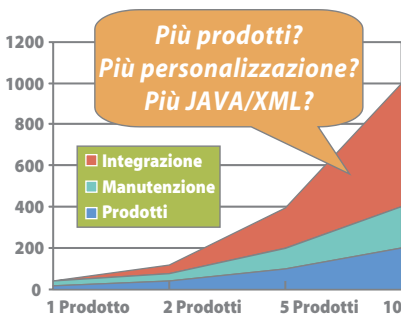 1200
1000
800
600
400
200
0
Più prodotti?
Più personalizzazione?
Più JAVA/XML?
Integrazione
Manutenzione
Prodotti
1 Prodotto 2 Prodotti 5 Prodotti 10